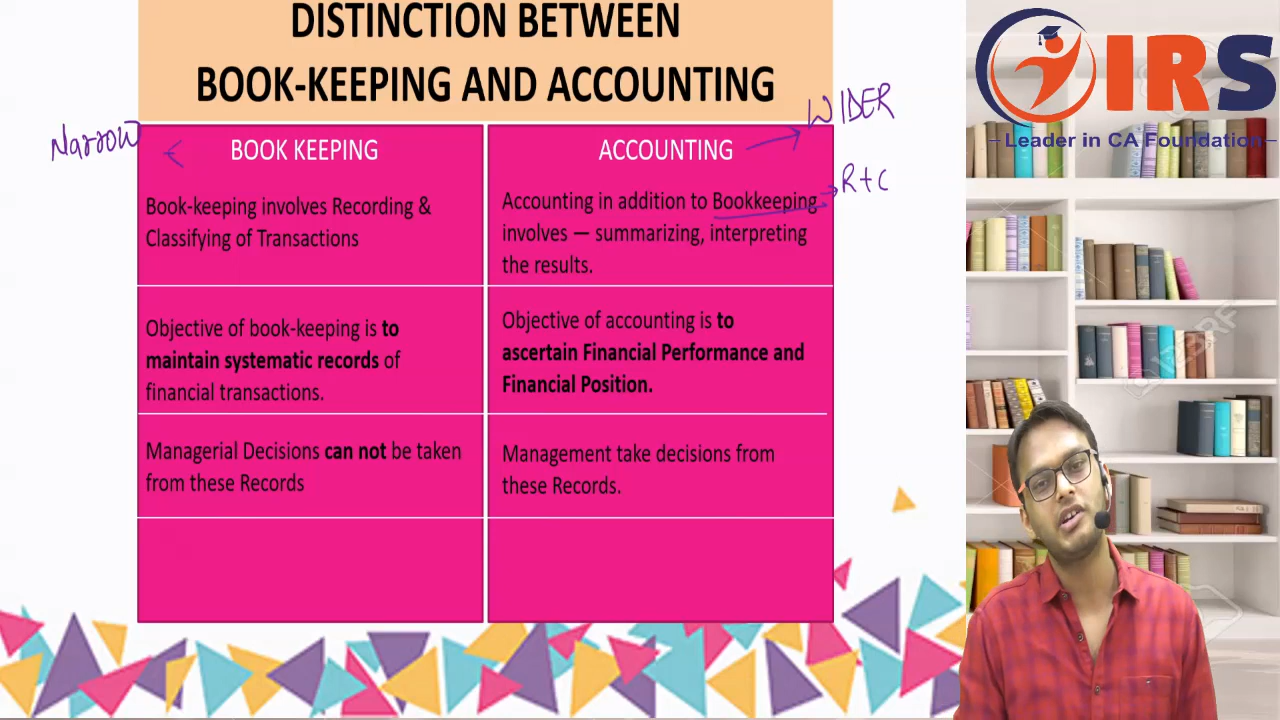 DISTINCTION BETWEEN
BOOK-KEEPING AND ACCOUNTING
Narrow
BOOK KEEPING
ACCOUNTING
WIDER
Book-keeping involves Recording &
Classifying of Transactions
Accounting in addition to Bookkeeping
R+C
involves — summarizing, interpreting
the results.
Objective of book-keeping is to
maintain systematic records of
financial transactions.
Objective of accounting is to
ascertain Financial Performance and
Financial Position.
Managerial Decisions can not be taken
from these Records
Management take decisions from
these Records.
IRS
- Leader in CA Foundation -
123RF